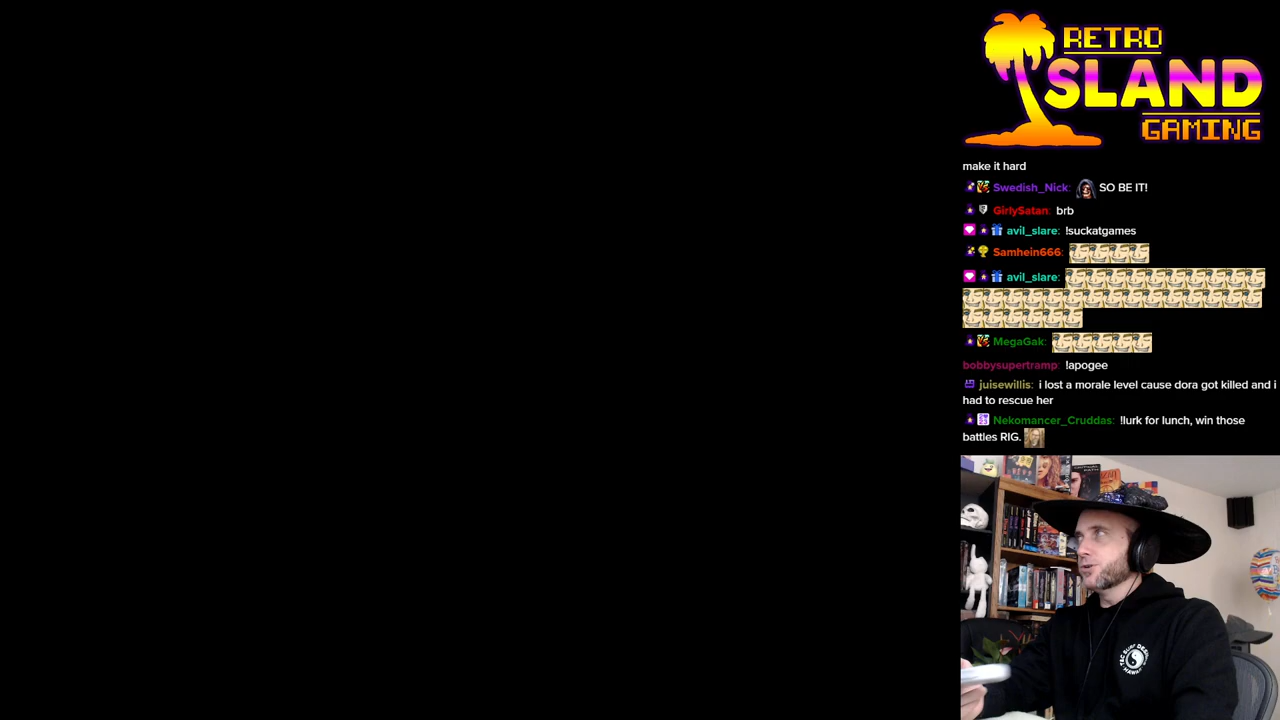 RETRO
ISLAND
GAMING
make it hard
Swedish_Nick: SO BE IT!
GirlySatan: brb
avil_slare: !suckatgames
Samhein666:
avil_slare:
MegaGak:
bobbysupertramp: !apogee
juisewillis: i lost a morale level cause dora got killed and i
had to rescue her
Nekomancer_Cruddas: !lurk for lunch, win those
battles RIG.